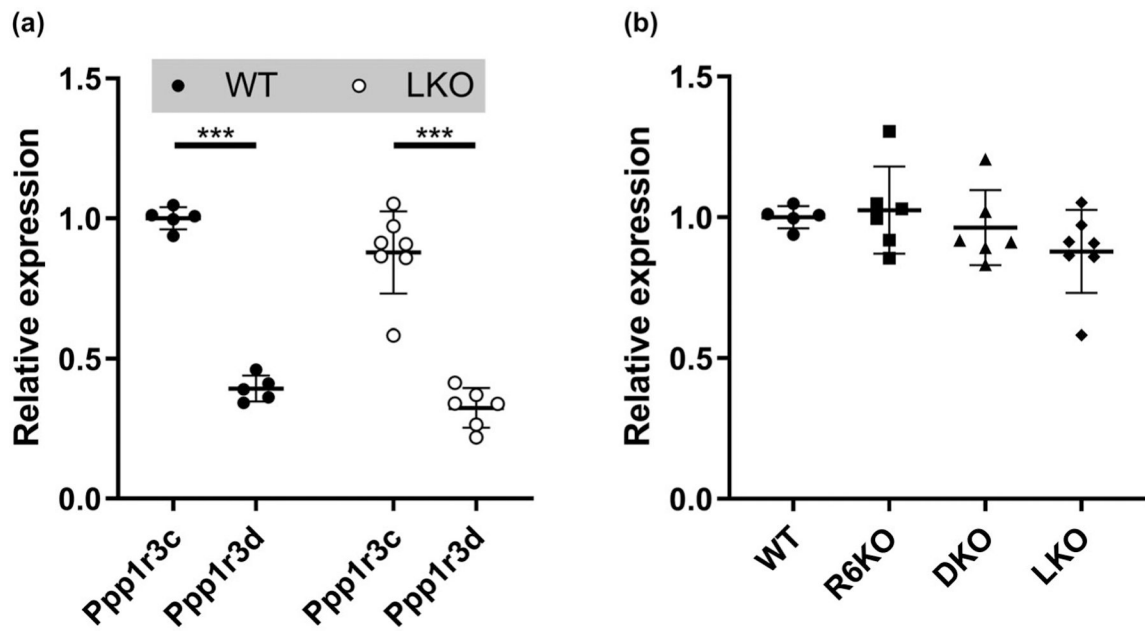 (a)
Relative expression
1.5
1.0
0.5
0.0
WT LKO
*** ***
Ppp1r3c Ppp1r3d Ppp1r3c Ppp1r3d
(b)
Relative expression
1.5
1.0
0.5
0.0
WT R6KO DKO LKO